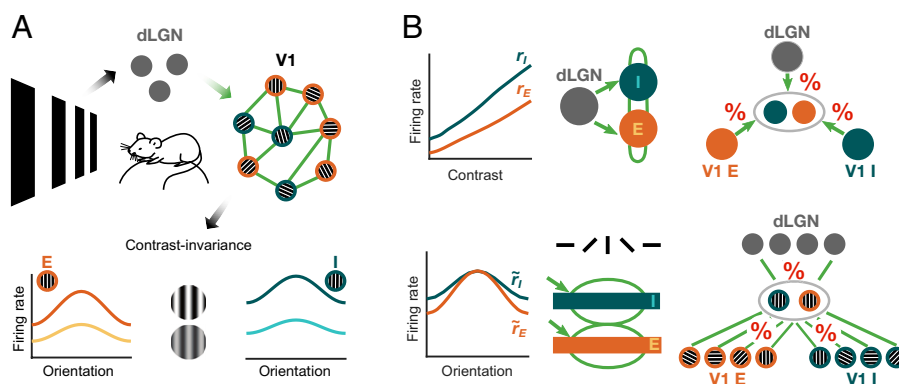 A
dLGN
V1
Contrast-invariance
E
I
Firing rate
Orientation
Orientation
B
Firing rate
r_I
r_E
Contrast
dLGN
I
E
dLGN
%
%
%
V1 E
V1 I
Firing rate
r̃_I
r̃_E
Orientation
I
E
dLGN
%
%
%
V1 E
V1 I